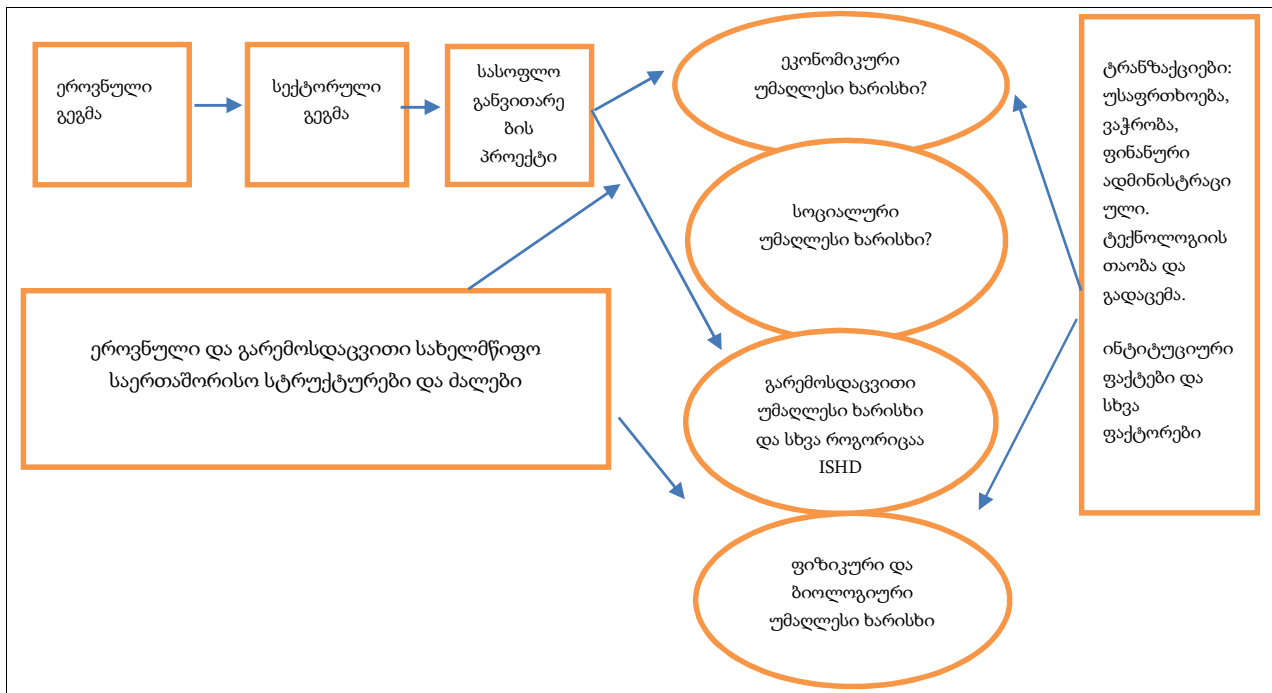 ეროვნული
გეგმა
სექტორული
გეგმა
სასოფლო
განვითარე
ბის
პროექტი
ეროვნული და გარემოსდაცვითი სახელმწიფო
საერთაშორისო სტრუქტურები და ძალები
ეკონომიკური
უმაღლესი ხარისხი?
სოციალური
უმაღლესი ხარისხი?
გარემოსდაცვითი
უმაღლესი ხარისხი
და სხვა როგორიცაა
ISHD
ფიზიკური და
ბიოლოგიური
უმაღლესი ხარისხი
ტრანზაქციები:
უსაფრთხოება,
ვაჭრობა,
ფინანური
ადმინისტრაცი
ული.
ტექნოლოგიის
თაობა და
გადაცემა.
ინტიტუციური
ფაქტები და
სხვა
ფაქტორები